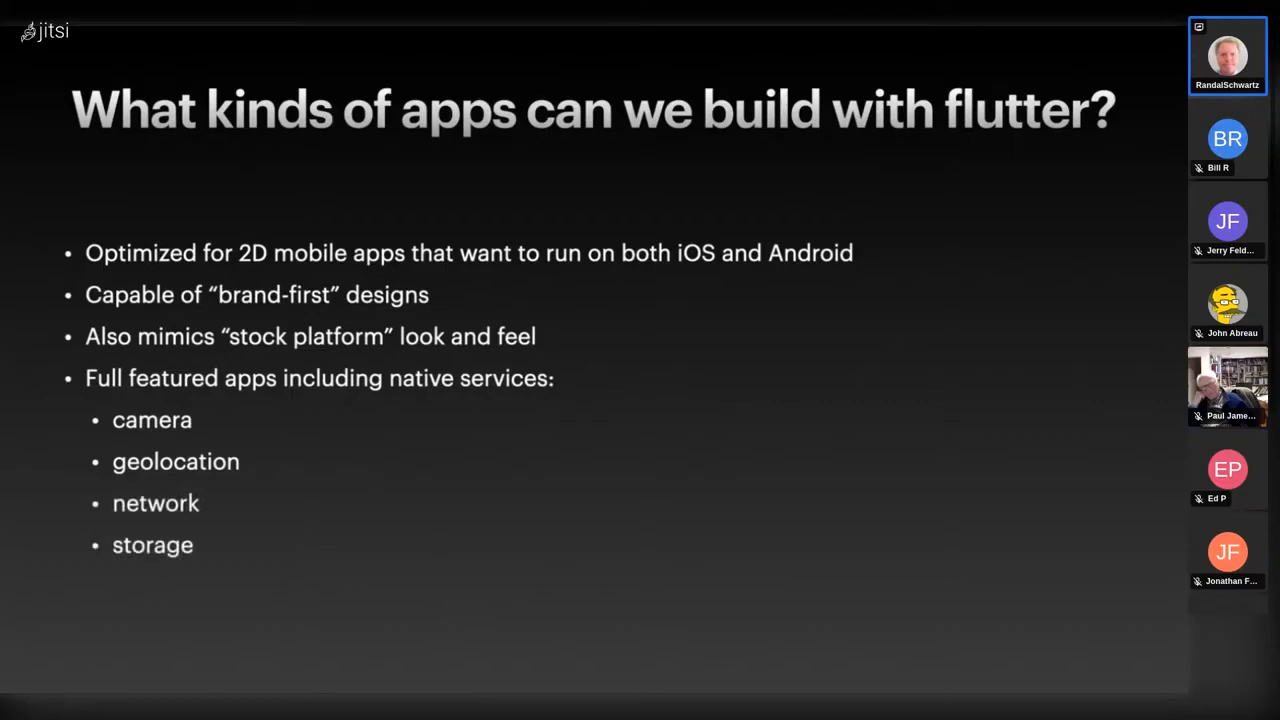 jitsi
What kinds of apps can we build with flutter?
• Optimized for 2D mobile apps that want to run on both iOS and Android
• Capable of “brand-first” designs
• Also mimics “stock platform” look and feel
• Full featured apps including native services:
• camera
• geolocation
• network
• storage
RandalSchwartz
BR
Bill R
JF
Jerry Feld...
John Abreau
Paul Jame...
EP
Ed P
JF
Jonathan F...